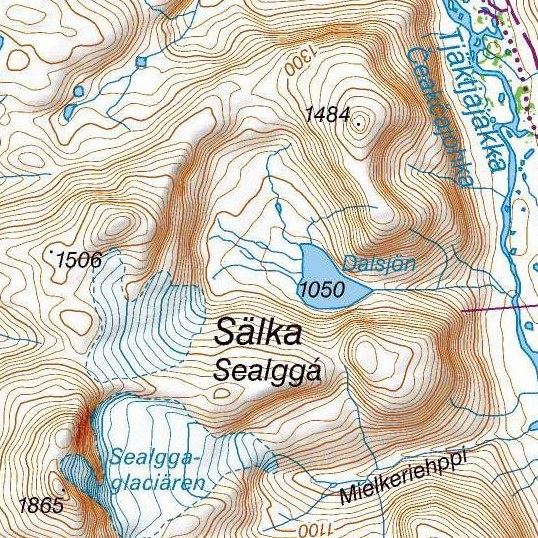 1300
1484
Čeakčajohka
Tjäktjajåkka
1506
Dalsjön
1050
Sälka
Sealggá
Sealgga-
glaciären
1865
Mielkeriehppi
1100